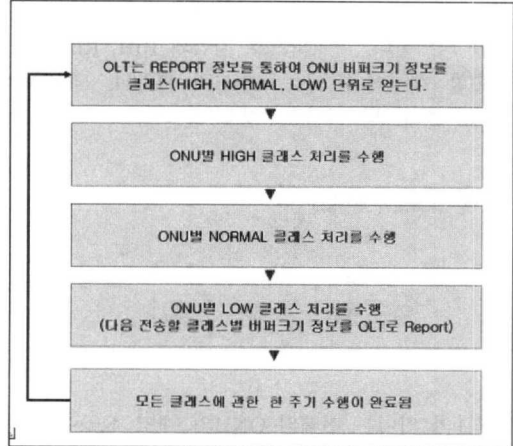 OLT는 REPORT 정보를 통하여 ONU 버퍼크기 정보를
클래스(HIGH, NORMAL, LOW) 단위로 얻는다.
ONU별 HIGH 클래스 처리를 수행
ONU별 NORMAL 클래스 처리를 수행
ONU별 LOW 클래스 처리를 수행
(다음 전송할 클래스별 버퍼크기 정보를 OLT로 Report)
모든 클래스에 관한 한 주기 수행이 완료됨